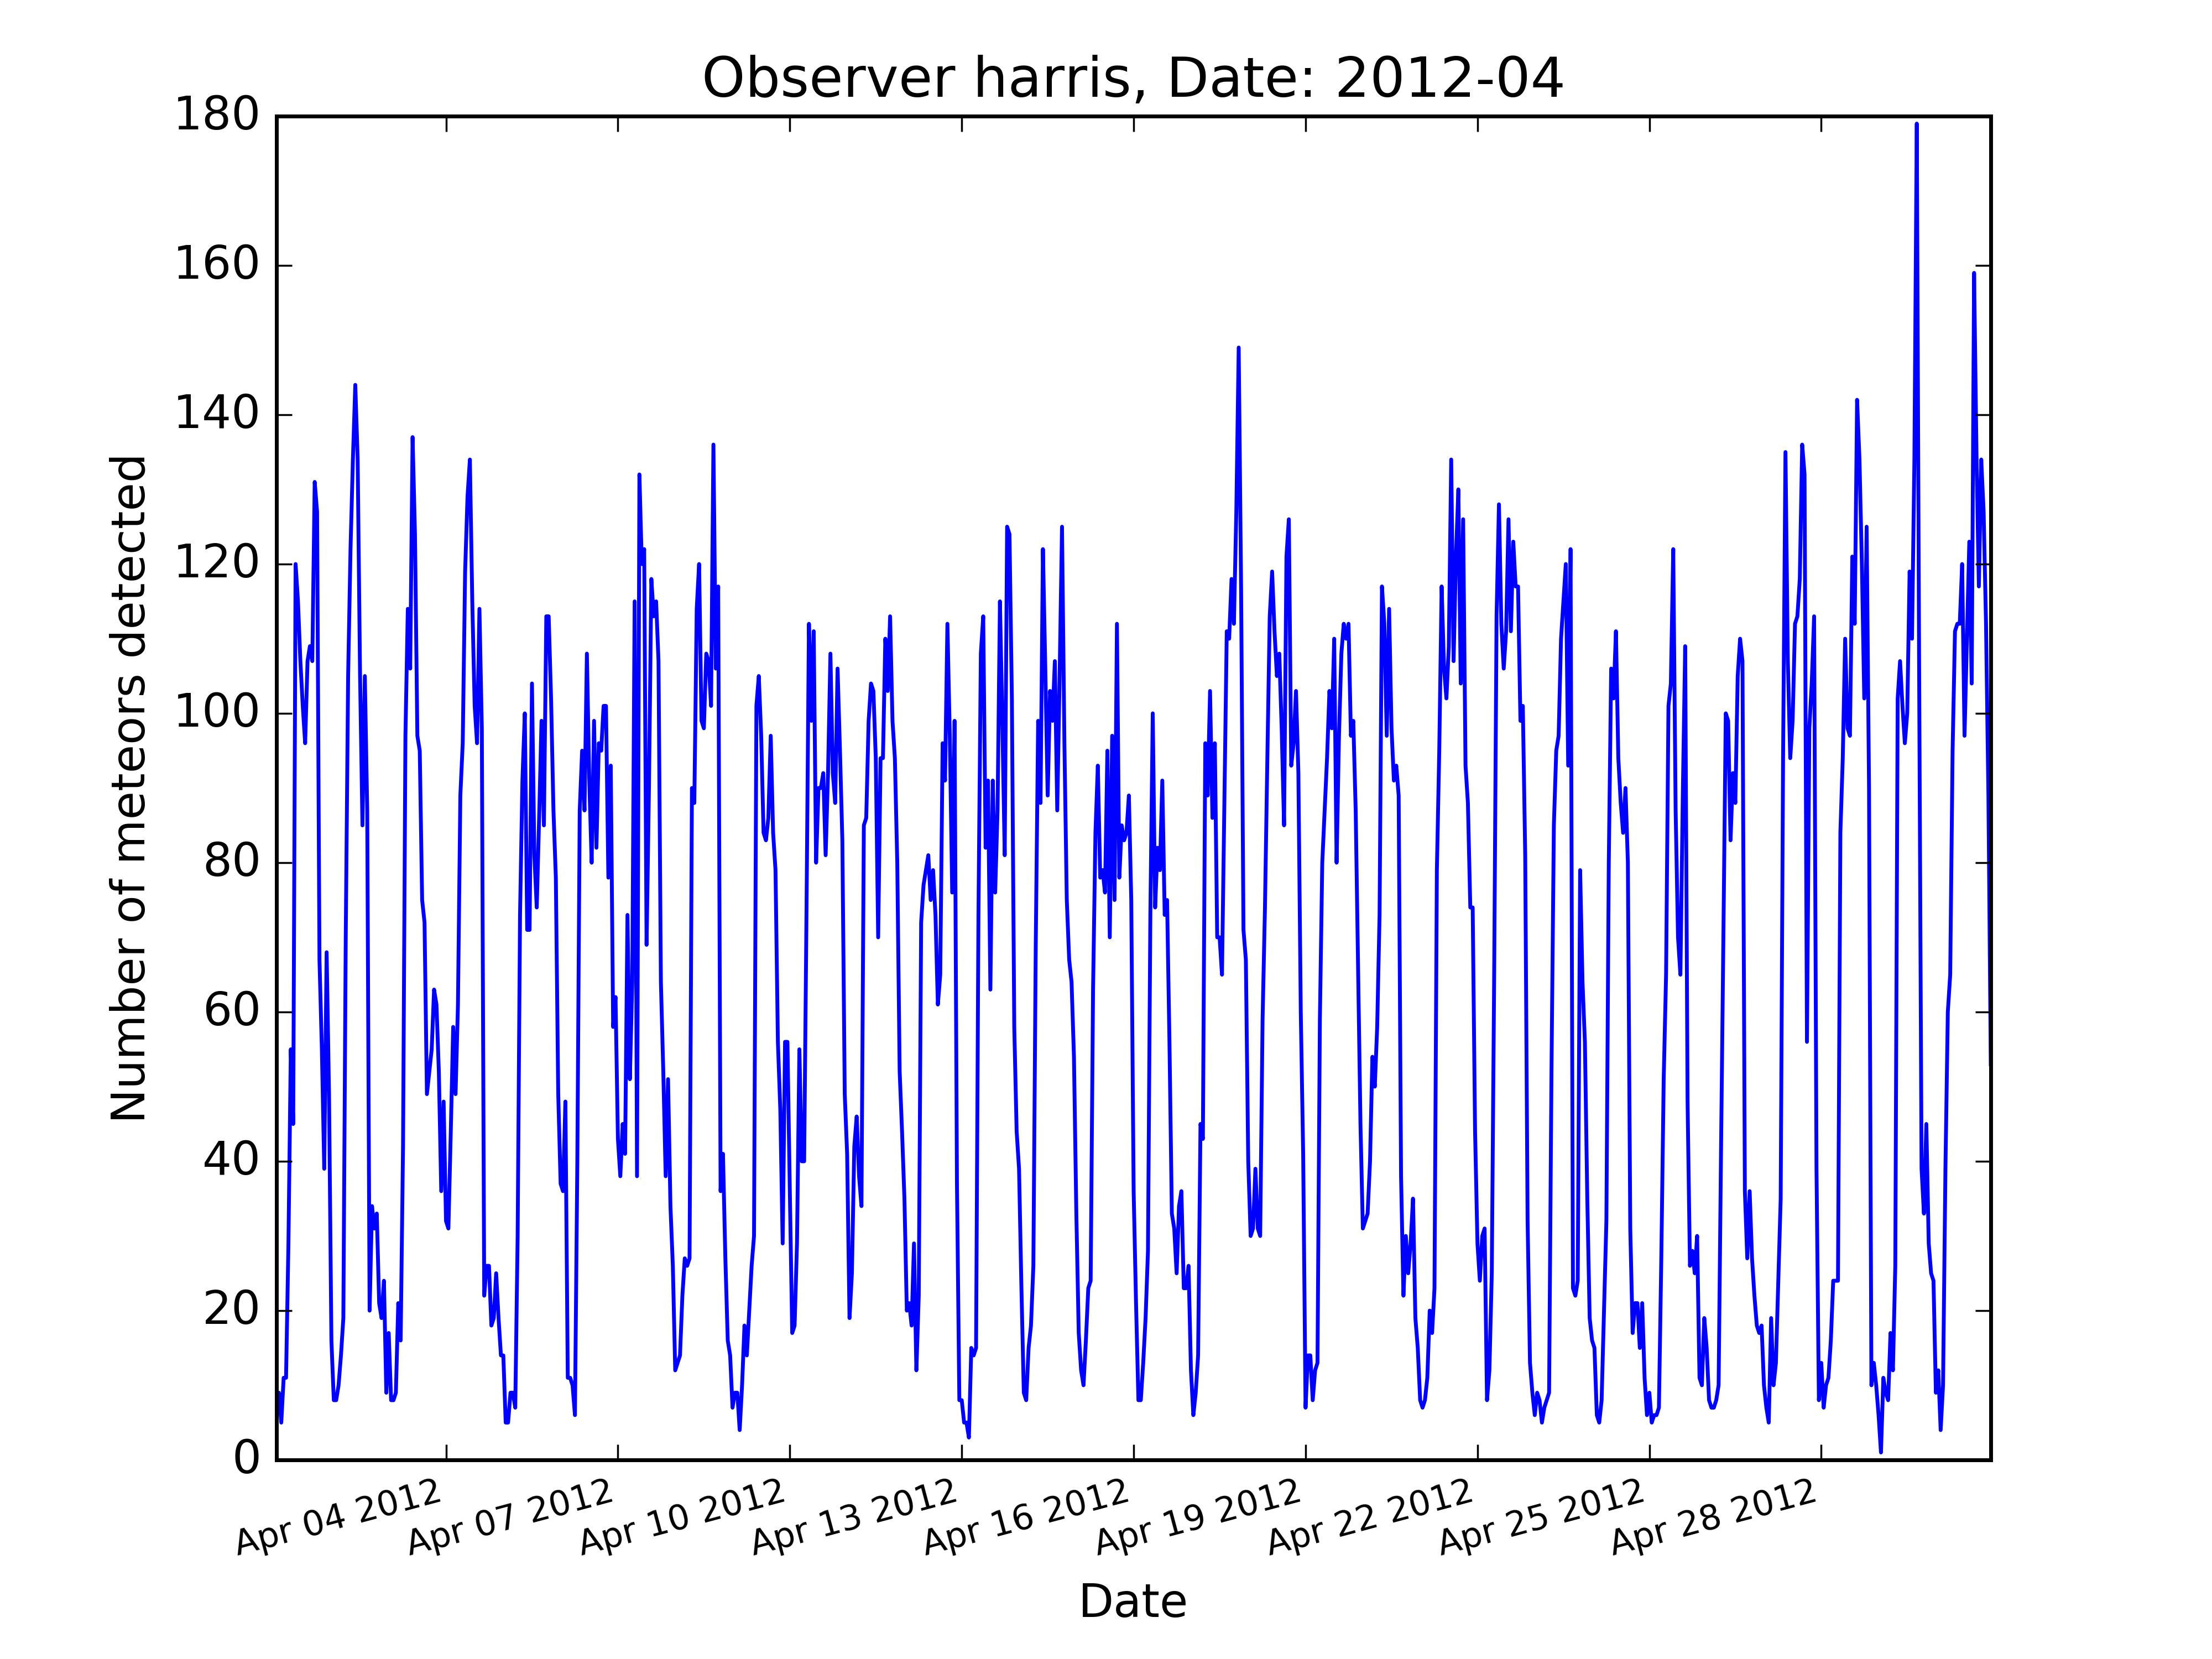 Observer harris, Date: 2012-04
180
160
140
120
100
80
60
40
20
0
Number of meteors detected
Apr 04 2012
Apr 07 2012
Apr 10 2012
Apr 13 2012
Apr 16 2012
Apr 19 2012
Apr 22 2012
Apr 25 2012
Apr 28 2012
Date